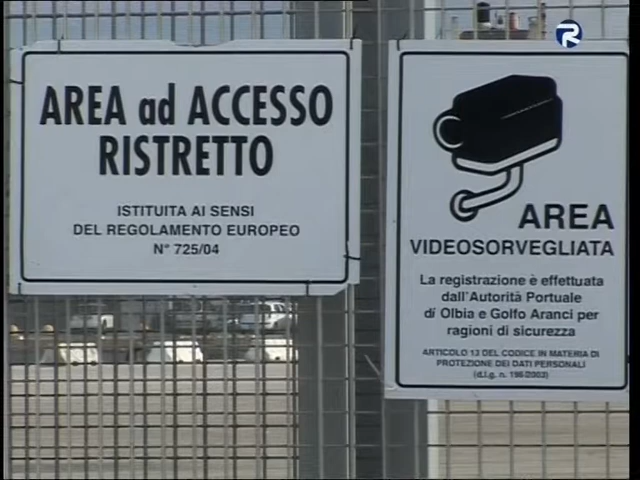 AREA ad ACCESSO
RISTRETTO
ISTITUITA AI SENSI
DEL REGOLAMENTO EUROPEO
N° 725/04
R
AREA
VIDEOSORVEGLIATA
La registrazione è effettuata
dall'Autorità Portuale
di Olbia e Golfo Aranci per
ragioni di sicurezza
ARTICOLO 13 DEL CODICE IN MATERIA DI
PROTEZIONE DEI DATI PERSONALI
(d.l.g. n. 196/2003)